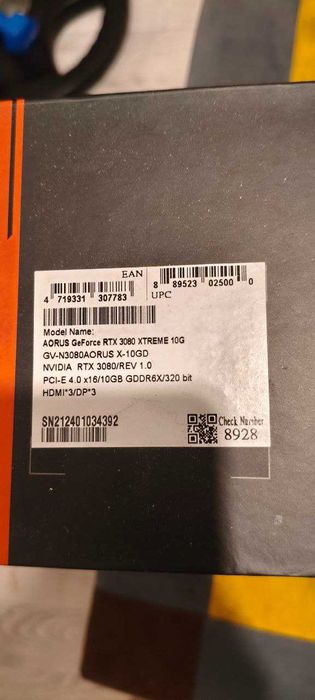 EAN
4 719331 307783
8 89523 02500 0
UPC
Model Name:
AORUS GeForce RTX 3080 XTREME 10G
GV-N3080AORUS X-10GD
NVIDIA RTX 3080/REV 1.0
PCI-E 4.0 x16/10GB GDDR6X/320 bit
HDMI*3/DP*3
SN212401034392
Check Number
8928